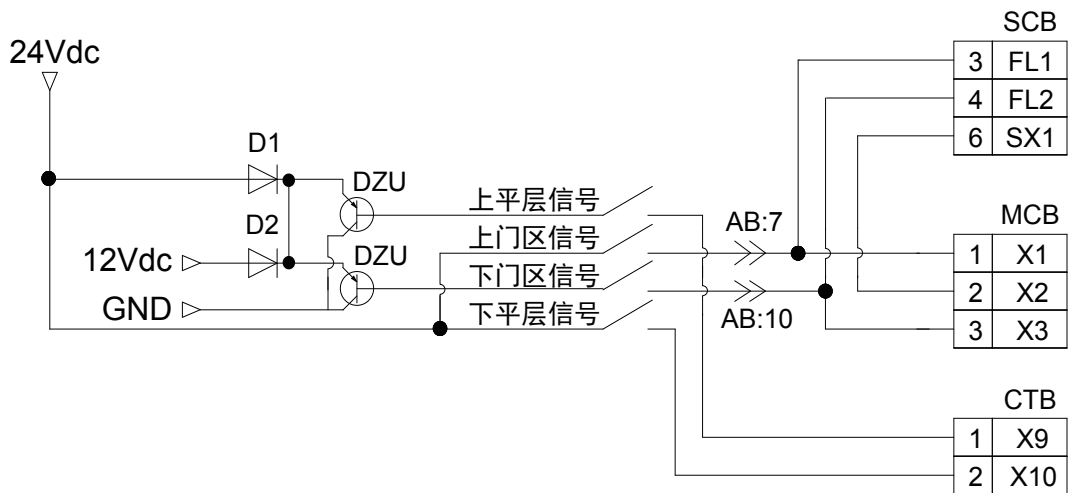 SCB
24Vdc
3 FL1
4 FL2
6 SX1
D1
DZU
上平层信号
AB:7
MCB
D2
上门区信号
12Vdc
DZU
下门区信号
1 X1
2 X2
3 X3
GND
下平层信号
AB:10
CTB
1 X9
2 X10